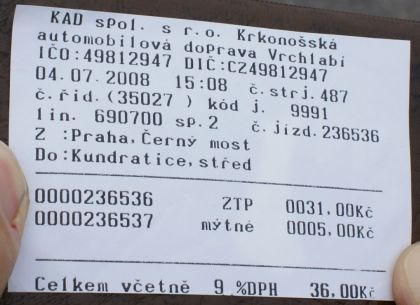 KAD sPol. s r.o. Krkonošská
automobilová doPrava Vrchlabí
IČO:49812947 DIČ:CZ49812947
04.07.2008 15:08 č.strj.487
č.řid.(35027 ) kód j. 9991
lin. 690700 sp.2 č.jízd.236536
Z :Praha,Černý most
Do:Kundratice,střed
0000236536 ZTP 0031,00Kč
0000236537 mýtné 0005,00Kč
Celkem včetně 9 %DPH 36,00Kč